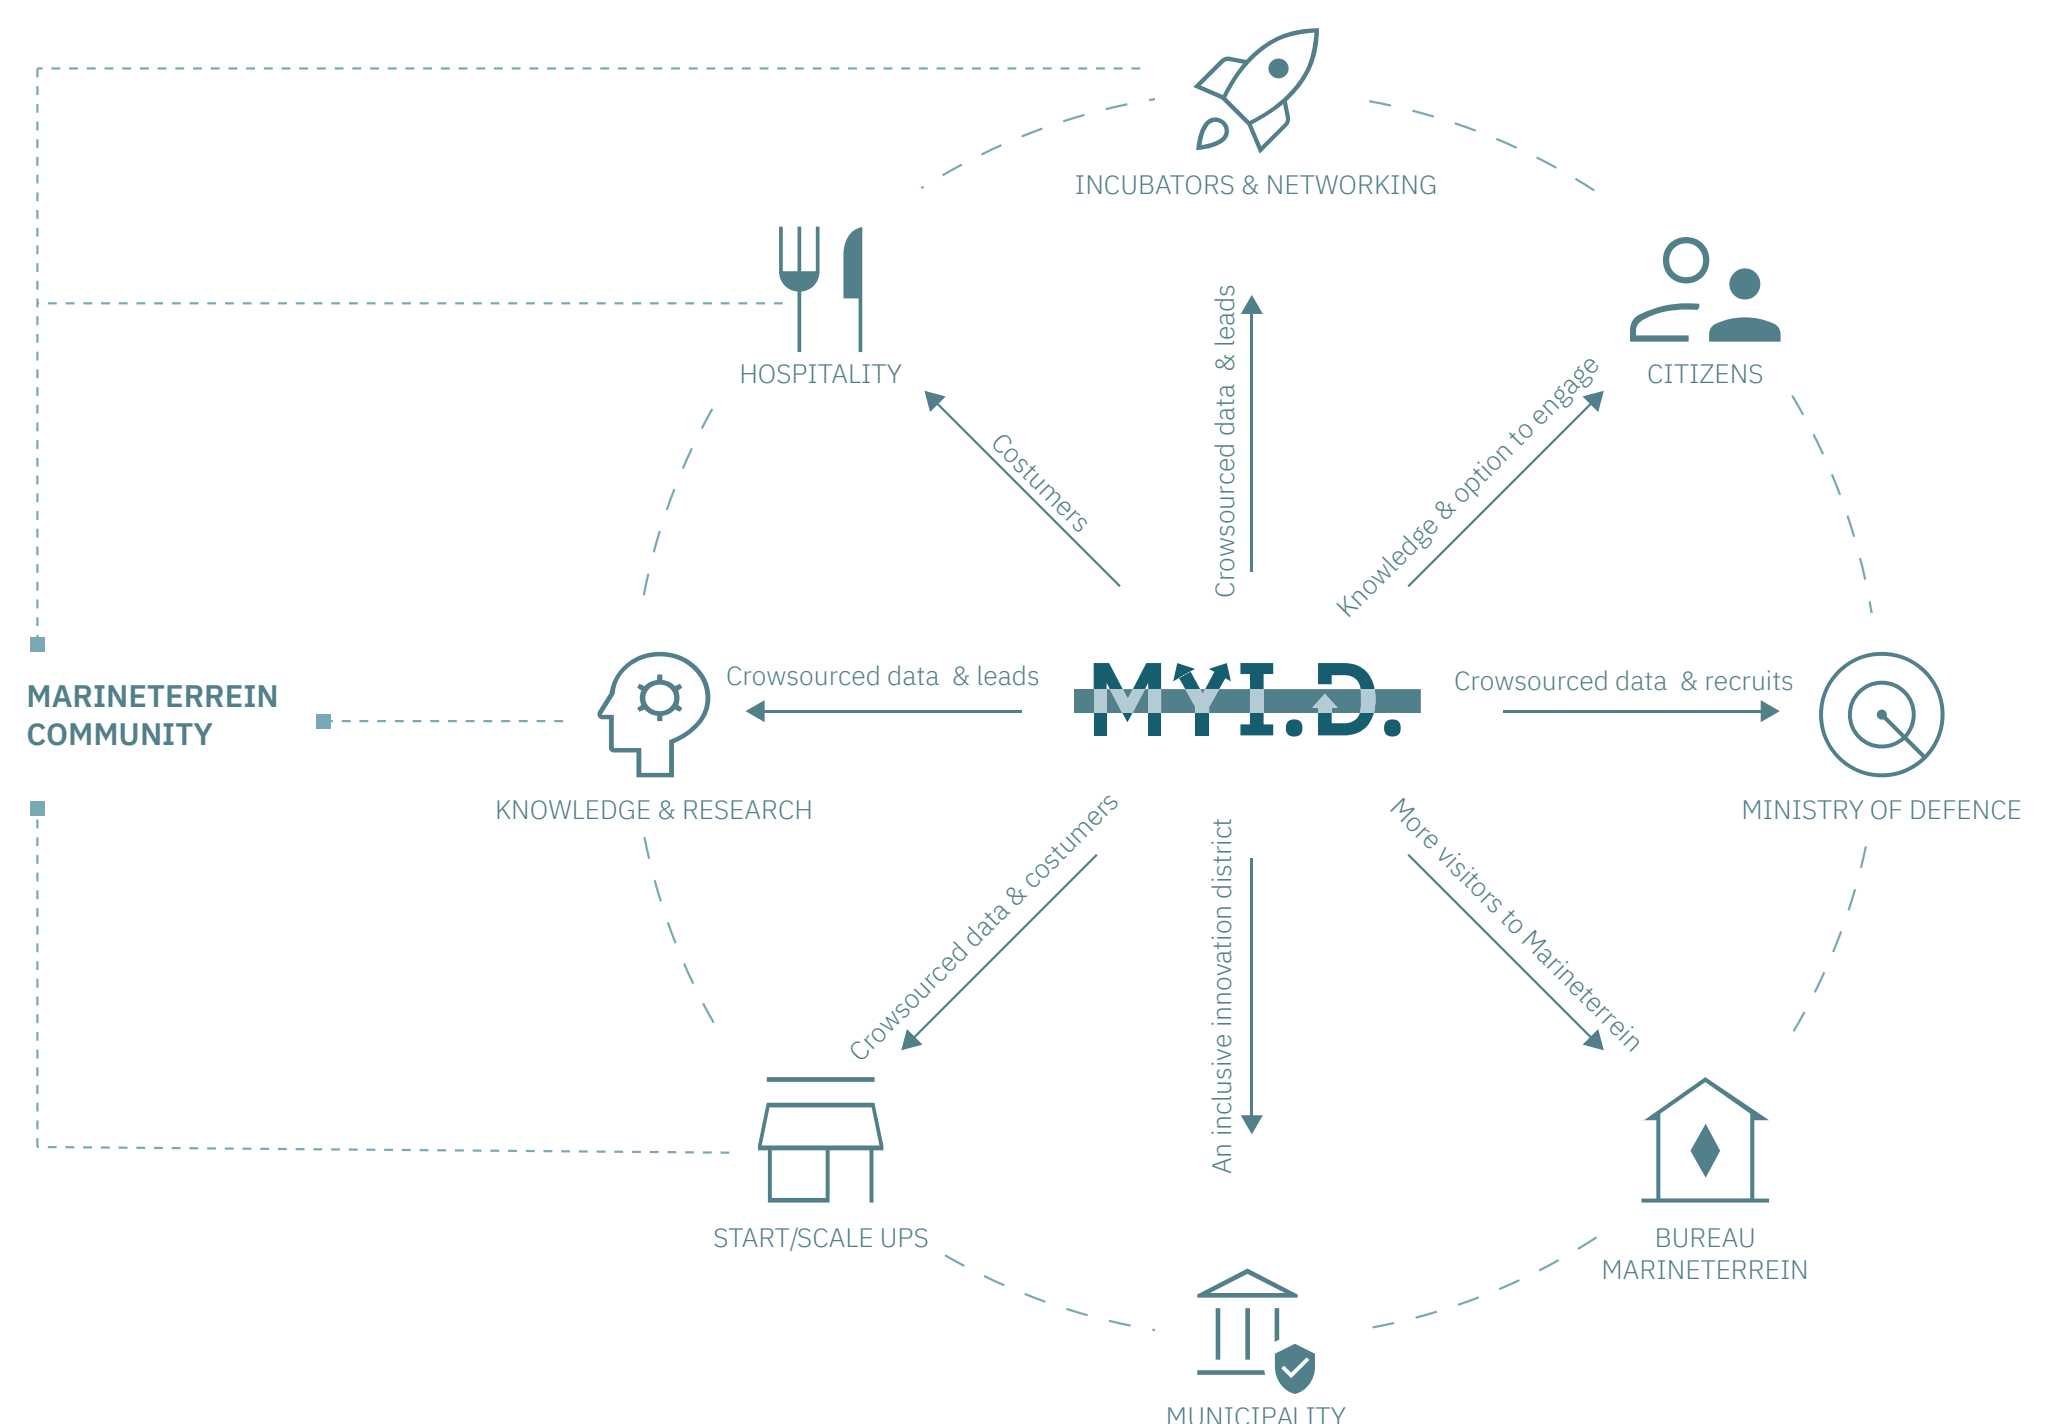 INCUBATORS & NETWORKING
HOSPITALITY
CITIZENS
Costumers
Crowsourced data & leads
Knowledge & option to engage
MARINETERREIN
COMMUNITY
Crowsourced data & leads
MY I.D.
Crowsourced data & recruits
KNOWLEDGE & RESEARCH
MINISTRY OF DEFENCE
Crowsourced data & costumers
An inclusive innovation district
More visitors to Marineterrein
START/SCALE UPS
BUREAU
MARINETERREIN
MUNICIPALITY